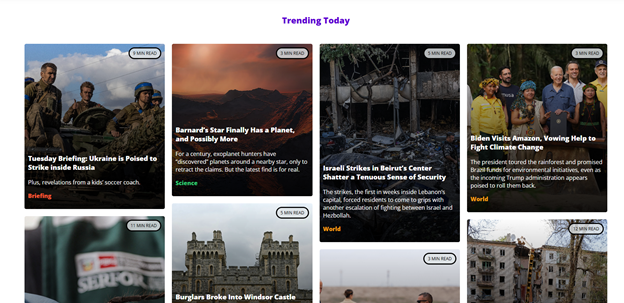 Trending Today
9 MIN READ
Tuesday Briefing: Ukraine is Poised to
Strike inside Russia
Plus, revelations from a kids' soccer coach.
Briefing
3 MIN READ
Barnard's Star Finally Has a Planet,
and Possibly More
For a century, exoplanet hunters have
"discovered" planets around a nearby star, only to
retract the claims. But the latest find is for real.
Science
5 MIN READ
Israeli Strikes in Beirut's Center
Shatter a Tenuous Sense of Security
The strikes, the first in weeks inside Lebanon's
capital, forced residents to come to grips with
another escalation of fighting between Israel and
Hezbollah.
World
5 MIN READ
Biden Visits Amazon, Vowing Help to
Fight Climate Change
The president toured the rainforest and promised
Brazil funds for environmental initiatives, even as
the incoming Trump administration appears
poised to roll them back.
World
11 MIN READ
5 MIN READ
Burglars Broke Into Windsor Castle
3 MIN READ
12 MIN READ